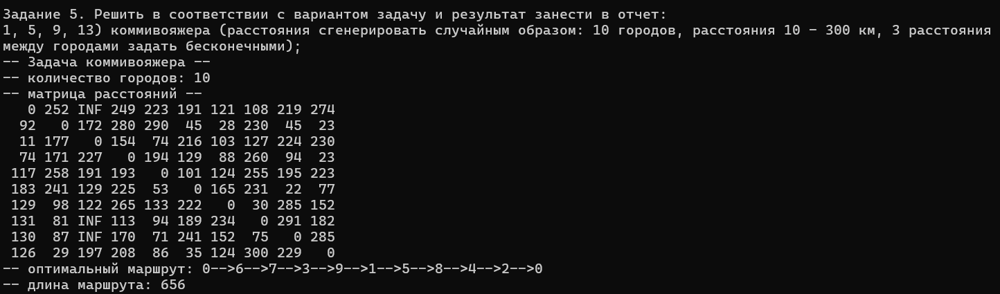 Задание 5. Решить в соответствии с вариантом задачу и результат занести в отчет:
1, 5, 9, 13) коммивояжера (расстояния сгенерировать случайным образом: 10 городов, расстояния 10 - 300 км, 3 расстояния
между городами задать бесконечными);
-- Задача коммивояжера --
-- количество городов: 10
-- матрица расстояний --
0 252 INF 249 223 191 121 108 219 274
92 0 172 280 290 45 28 230 45 23
11 177 0 154 74 216 103 127 224 230
74 171 227 0 194 129 88 260 94 23
117 258 191 193 0 101 124 255 195 223
183 241 129 225 53 0 165 231 22 77
129 98 122 265 133 222 0 30 285 152
131 81 INF 113 94 189 234 0 291 182
130 87 INF 170 71 241 152 75 0 285
126 29 197 208 86 35 124 300 229 0
-- оптимальный маршрут: 0-->6-->7-->3-->9-->1-->5-->8-->4-->2-->0
-- длина маршрута: 656